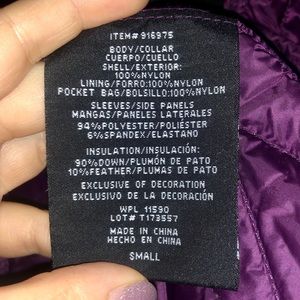 ITEM# 916975
BODY/COLLAR
CUERPO/CUELLO
SHELL/EXTERIOR:
100%NYLON
LINING/FORRO:100%NYLON
POCKET BAG/BOLSILLO:100%NYLON
SLEEVES/SIDE PANELS
MANGAS/PANELES LATERALES
94%POLYESTER/POLIÉSTER
6%SPANDEX/ELASTANO
INSULATION/INSULACIÓN:
90%DOWN/PLUMÓN DE PATO
10%FEATHER/PLUMAS DE PATO
EXCLUSIVE OF DECORATION
EXCLUSIVO DE LA DECORACIÓN
WPL 11590
LOT# T173557
MADE IN CHINA
HECHO EN CHINA
SMALL